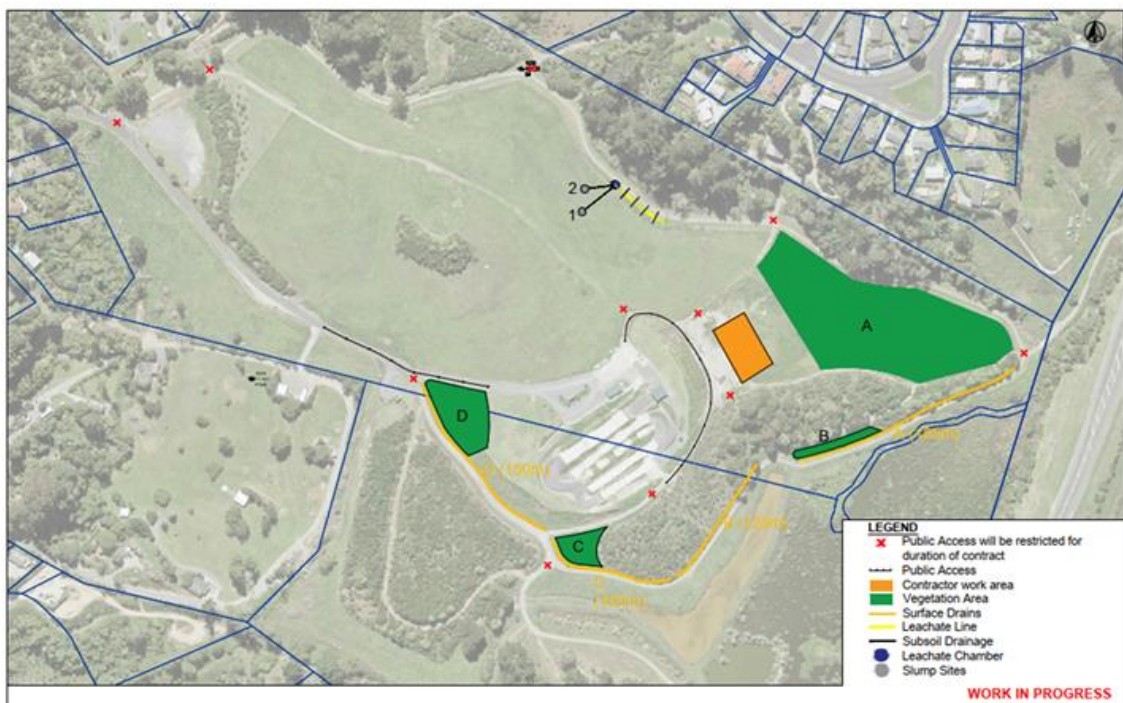 2
1
A
B
D
C
LEGEND
Public Access will be restricted for
duration of contract
Public Access
Contractor work area
Vegetation Area
Surface Drains
Leachate Line
Subsoil Drainage
Leachate Chamber
Slump Sites
WORK IN PROGRESS